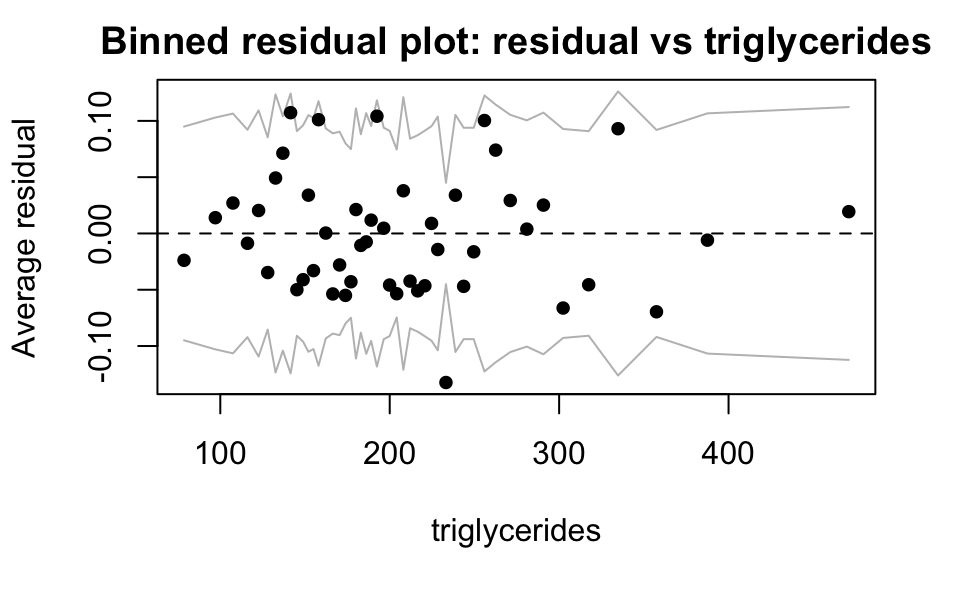 Binned residual plot: residual vs triglycerides
Average residual
0.10
0.00
-0.10
100 200 300 400
triglycerides